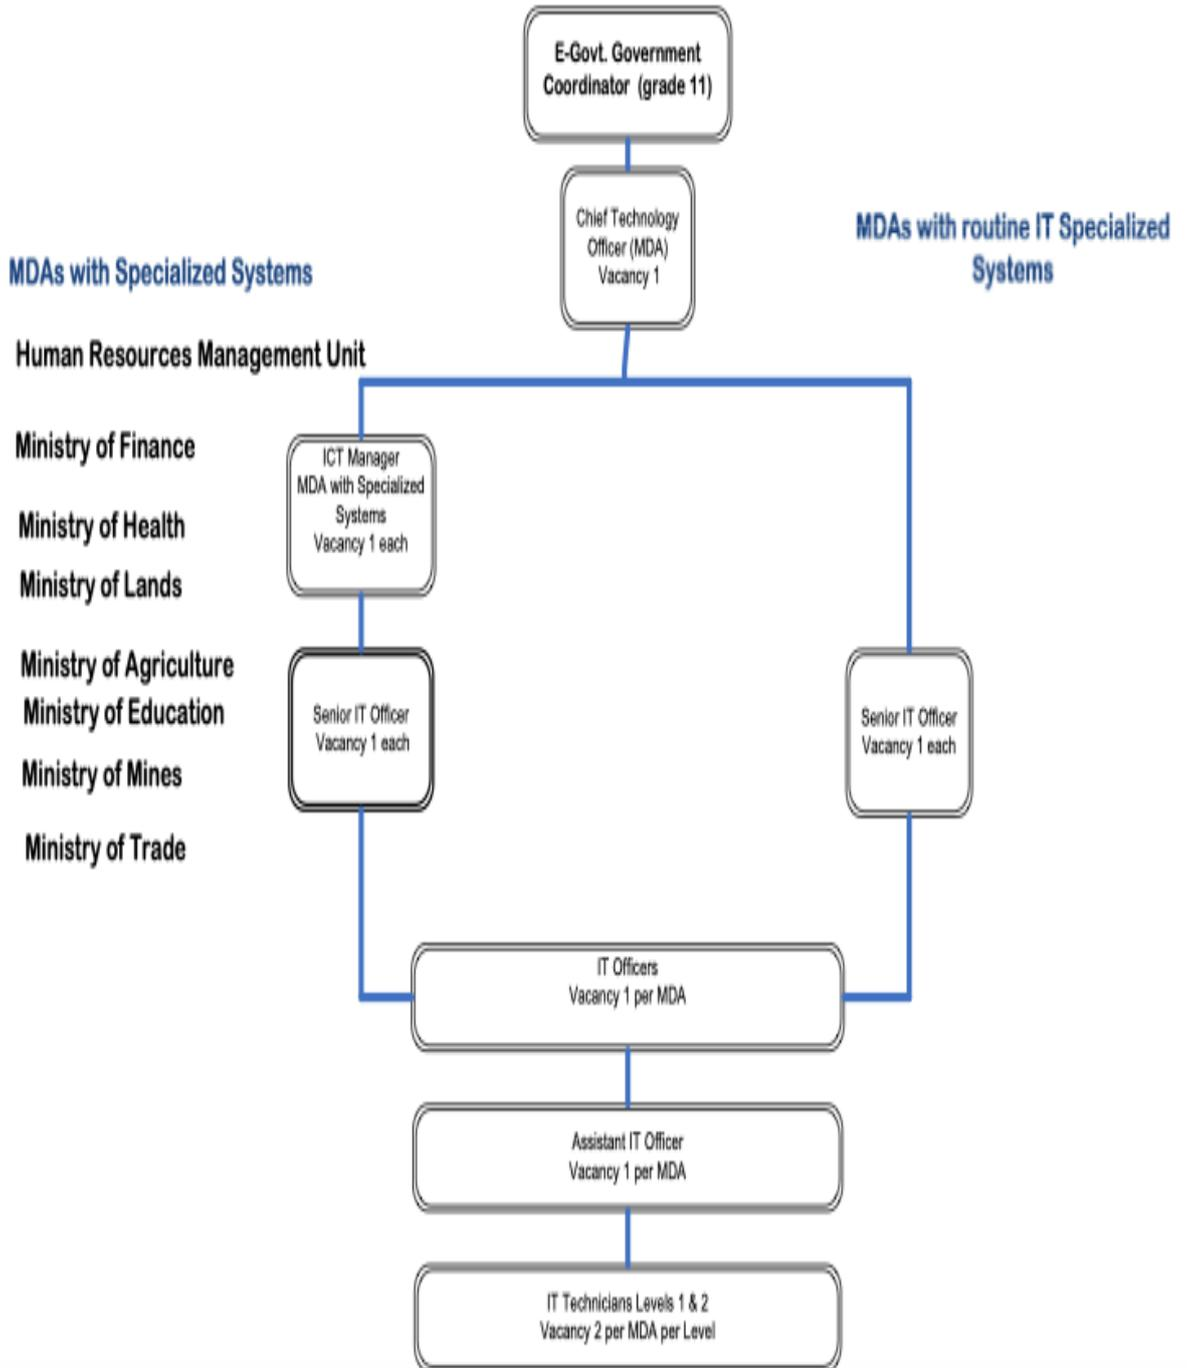 E-Govt. Government
Coordinator (grade 11)
Chief Technology
Officer (MDA)
Vacancy 1
MDAs with routine IT Specialized
Systems
MDAs with Specialized Systems
Human Resources Management Unit
Ministry of Finance
Ministry of Health
Ministry of Lands
Ministry of Agriculture
Ministry of Education
Ministry of Mines
Ministry of Trade
ICT Manager
MDA with Specialized
Systems
Vacancy 1 each
Senior IT Officer
Vacancy 1 each
Senior IT Officer
Vacancy 1 each
IT Officers
Vacancy 1 per MDA
Assistant IT Officer
Vacancy 1 per MDA
IT Technicians Levels 1 & 2
Vacancy 2 per MDA per Level